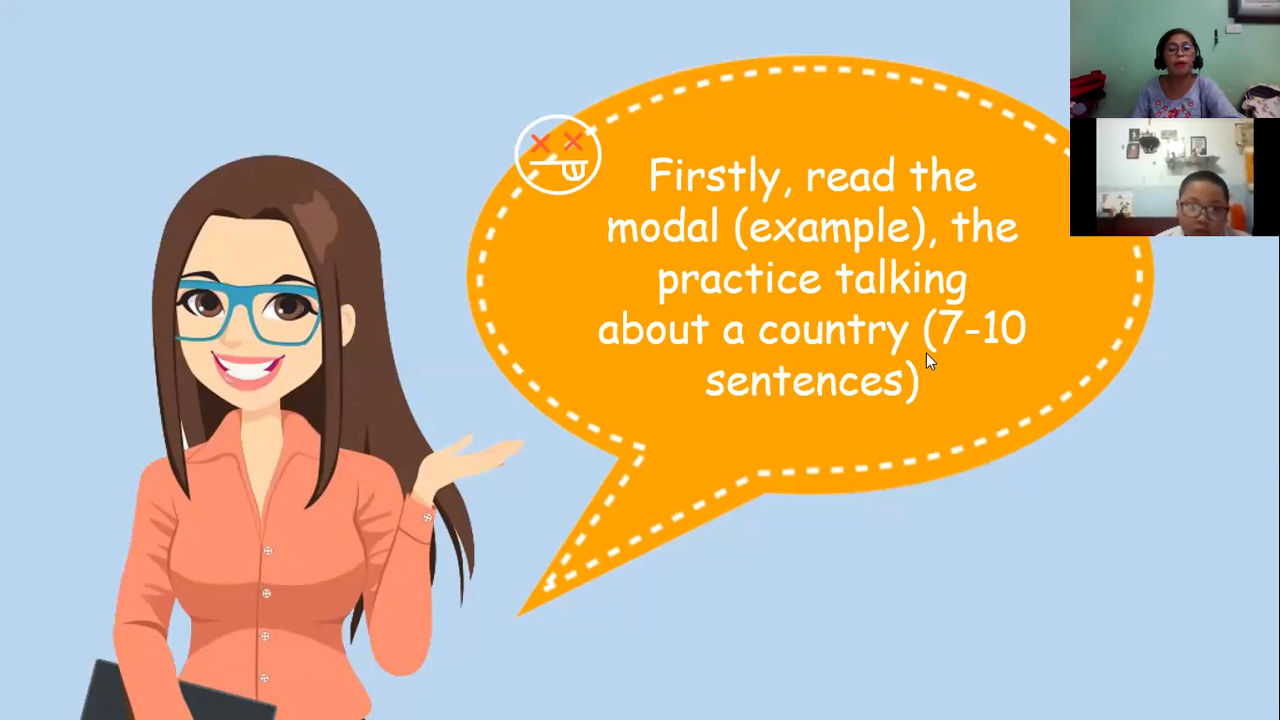 Firstly, read the
modal (example), the
practice talking
about a country (7-10
sentences)